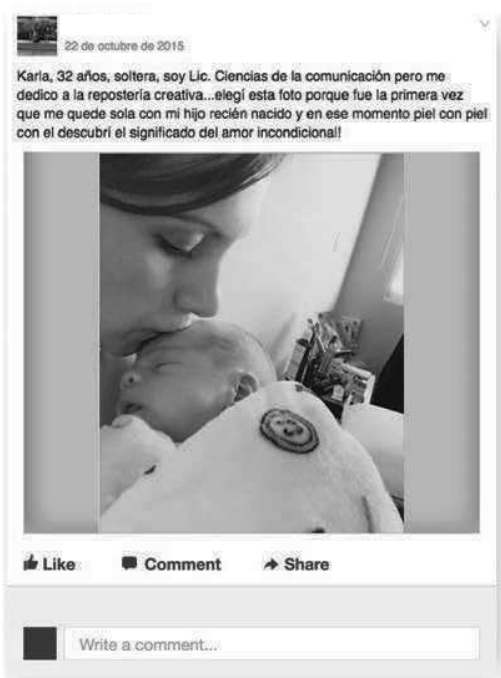 22 de octubre de 2015
Karla, 32 años, soltera, soy Lic. Ciencias de la comunicación pero me
dedico a la repostería creativa...elegí esta foto porque fue la primera vez
que me quede sola con mi hijo recién nacido y en ese momento piel con piel
con el descubrí el significado del amor incondicional!
Like Comment Share
Write a comment...